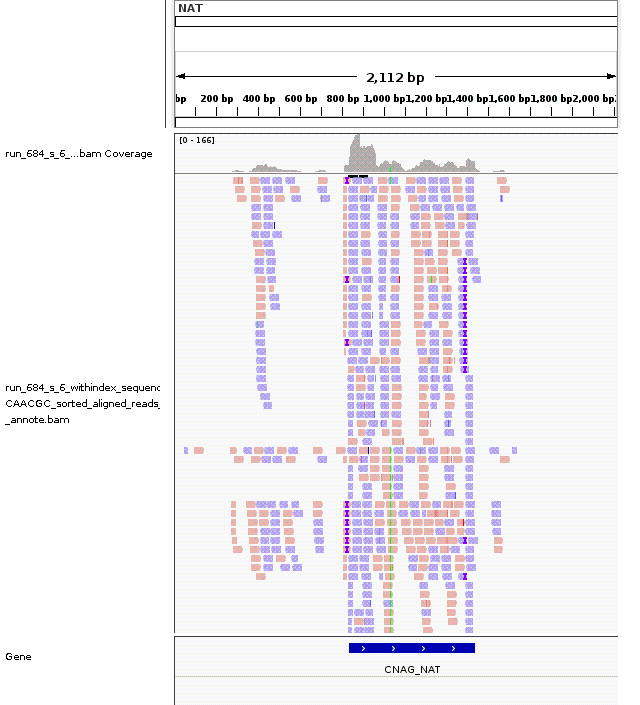 NAT
2,112 bp
bp 200 bp 400 bp 600 bp 800 bp 1,000 bp 1,200 bp 1,400 bp 1,600 bp 1,800 bp 2,000 bp
[0 - 166]
run_684_s_6_...bam Coverage
run_684_s_6_withindex_sequenc
CAACGC_sorted_aligned_reads_
_annote.bam
Gene
CNAG_NAT